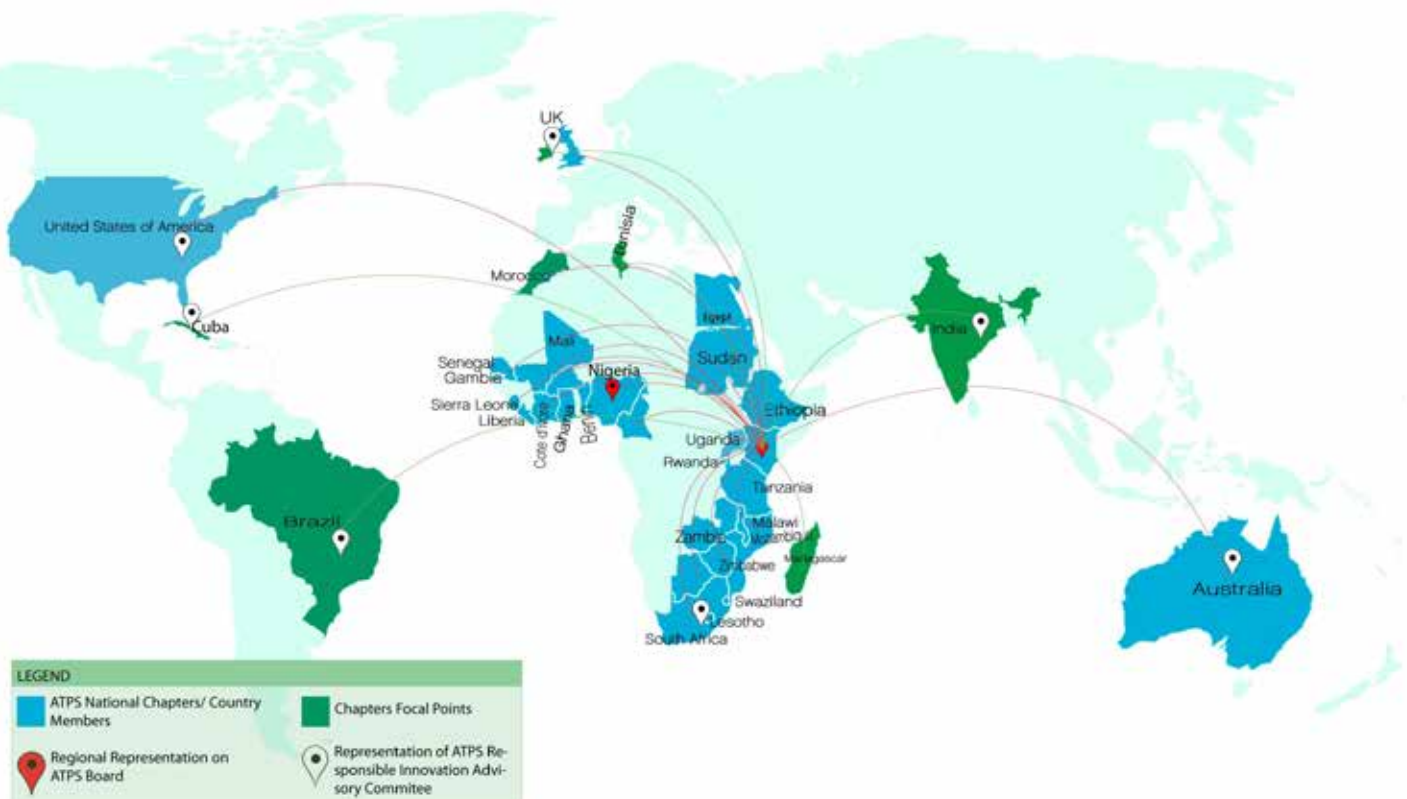 UK
United States of America
Tunisia
Morocco
Cuba
Egypt
India
Mali
Sudan
Senegal
Gambie
Nigeria
Sierra Leone
Liberia
Cote d'Ivoire
Ghana
Benin
Ethiopia
Uganda
Rwanda
Tanzania
Brazil
Zambia
Malawi
Mozambique
Madagascar
Zimbabwe
Swaziland
Lesotho
South Africa
Australia
LEGEND
ATPS National Chapters/ Country
Members
Chapters Focal Points
Regional Representation on
ATPS Board
Representation of ATPS Re-
sponsible Innovation Advi-
sory Commitee